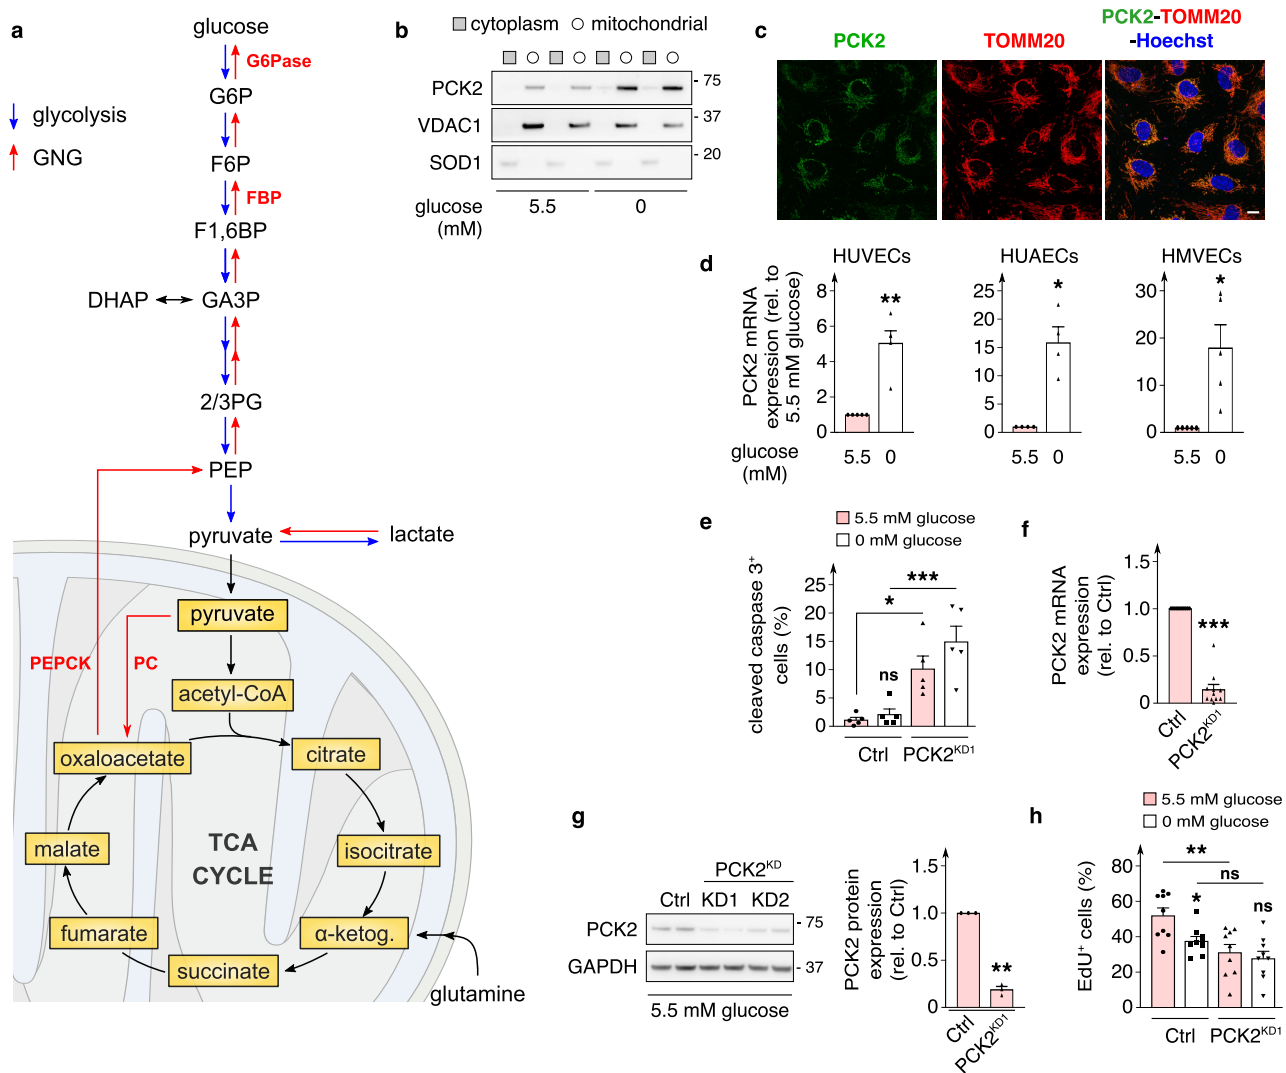 a
glucose
G6Pase
G6P
glycolysis
GNG
F6P
FBP
F1,6BP
DHAP
GA3P
2/3PG
PEP
pyruvate
lactate
pyruvate
PEPCK
PC
acetyl-CoA
oxaloacetate
citrate
malate
TCA
CYCLE
isocitrate
fumarate
α-ketog.
succinate
glutamine
b
cytoplasm
mitochondrial
PCK2
- 75
VDAC1
- 37
SOD1
- 20
glucose
(mM)
5.5
0
c
PCK2
TOMM20
PCK2-TOMM20
-Hoechst
d
PCK2 mRNA
expression (rel. to
5.5 mM glucose)
HUVECs
8
6
4
2
0
**
HUAECs
25
20
15
10
5
0
*
HMVECs
30
20
10
0
*
glucose
(mM)
5.5 0
5.5 0
5.5 0
e
5.5 mM glucose
0 mM glucose
cleaved caspase 3+
cells (%)
25
20
15
10
5
0
***
*
ns
Ctrl
PCK2KD1
f
PCK2 mRNA
expression
(rel. to Ctrl)
1.5
1.0
0.5
0
***
Ctrl
PCK2KD1
g
PCK2KD
Ctrl KD1 KD2
PCK2
- 75
GAPDH
- 37
5.5 mM glucose
PCK2 protein
expression
(rel. to Ctrl)
1.5
1.0
0.5
0
**
Ctrl
PCK2KD1
h
5.5 mM glucose
0 mM glucose
EdU+ cells (%)
80
60
40
20
0
**
ns
*
ns
Ctrl
PCK2KD1